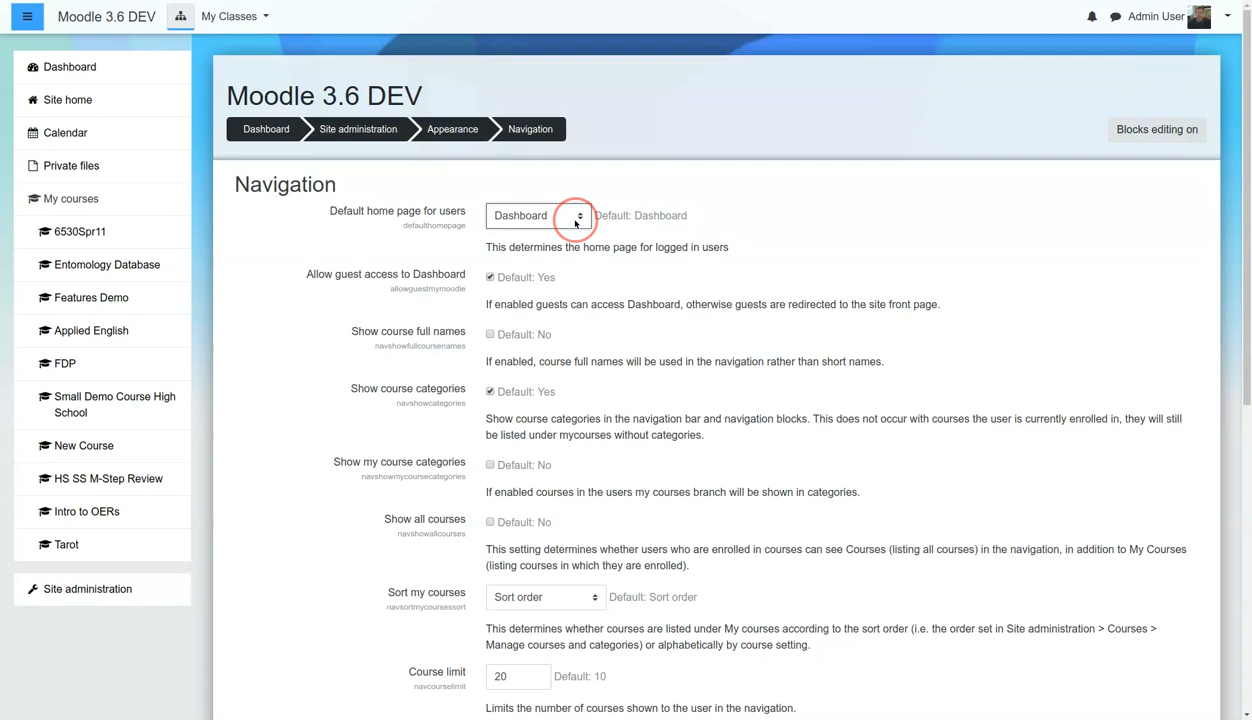 Moodle 3.6 DEV
My Classes
Admin User
Dashboard
Site home
Calendar
Private files
My courses
6530Spr11
Entomology Database
Features Demo
Applied English
FDP
Small Demo Course High
School
New Course
HS SS M-Step Review
Intro to OERs
Tarot
Site administration
Moodle 3.6 DEV
Dashboard
Site administration
Appearance
Navigation
Blocks editing on
Navigation
Default home page for users
defaulthomepage
Dashboard
Default: Dashboard
This determines the home page for logged in users
Allow guest access to Dashboard
allowguestmymoodle
Default: Yes
If enabled guests can access Dashboard, otherwise guests are redirected to the site front page.
Show course full names
navshowfullcoursenames
Default: No
If enabled, course full names will be used in the navigation rather than short names.
Show course categories
navshowcategories
Default: Yes
Show course categories in the navigation bar and navigation blocks. This does not occur with courses the user is currently enrolled in, they will still
be listed under mycourses without categories.
Show my course categories
navshowmycoursecategories
Default: No
If enabled courses in the users my courses branch will be shown in categories.
Show all courses
navshowallcourses
Default: No
This setting determines whether users who are enrolled in courses can see Courses (listing all courses) in the navigation, in addition to My Courses
(listing courses in which they are enrolled).
Sort my courses
navsortmycoursessort
Sort order
Default: Sort order
This determines whether courses are listed under My courses according to the sort order (i.e. the order set in Site administration > Courses >
Manage courses and categories) or alphabetically by course setting.
Course limit
navcourselimit
20
Default: 10
Limits the number of courses shown to the user in the navigation.